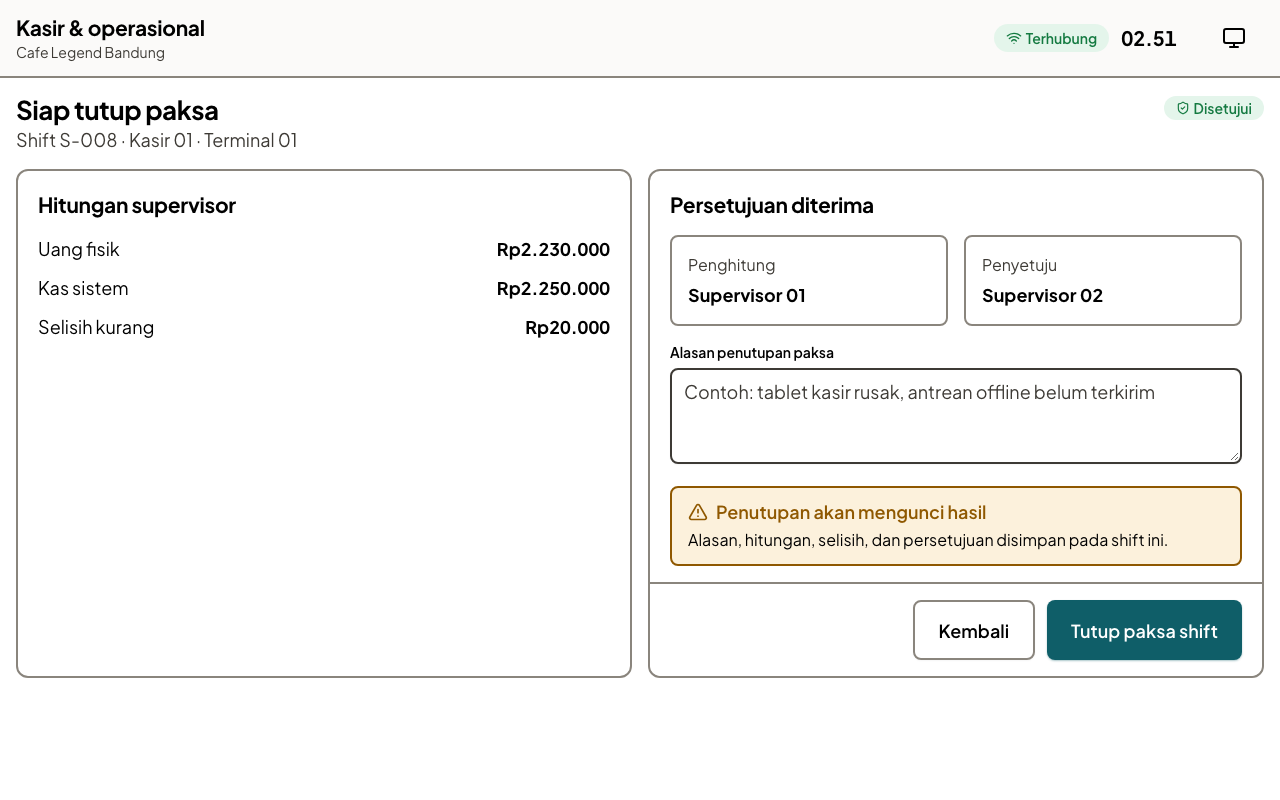 Kasir & operasional
Cafe Legend Bandung
Terhubung
02.51
Siap tutup paksa
Shift S-008 · Kasir 01 · Terminal 01
Disetujui
Hitungan supervisor
Uang fisik Rp2.230.000
Kas sistem Rp2.250.000
Selisih kurang Rp20.000
Persetujuan diterima
Penghitung
Supervisor 01
Penyetuju
Supervisor 02
Alasan penutupan paksa
Contoh: tablet kasir rusak, antrean offline belum terkirim
Penutupan akan mengunci hasil
Alasan, hitungan, selisih, dan persetujuan disimpan pada shift ini.
Kembali
Tutup paksa shift